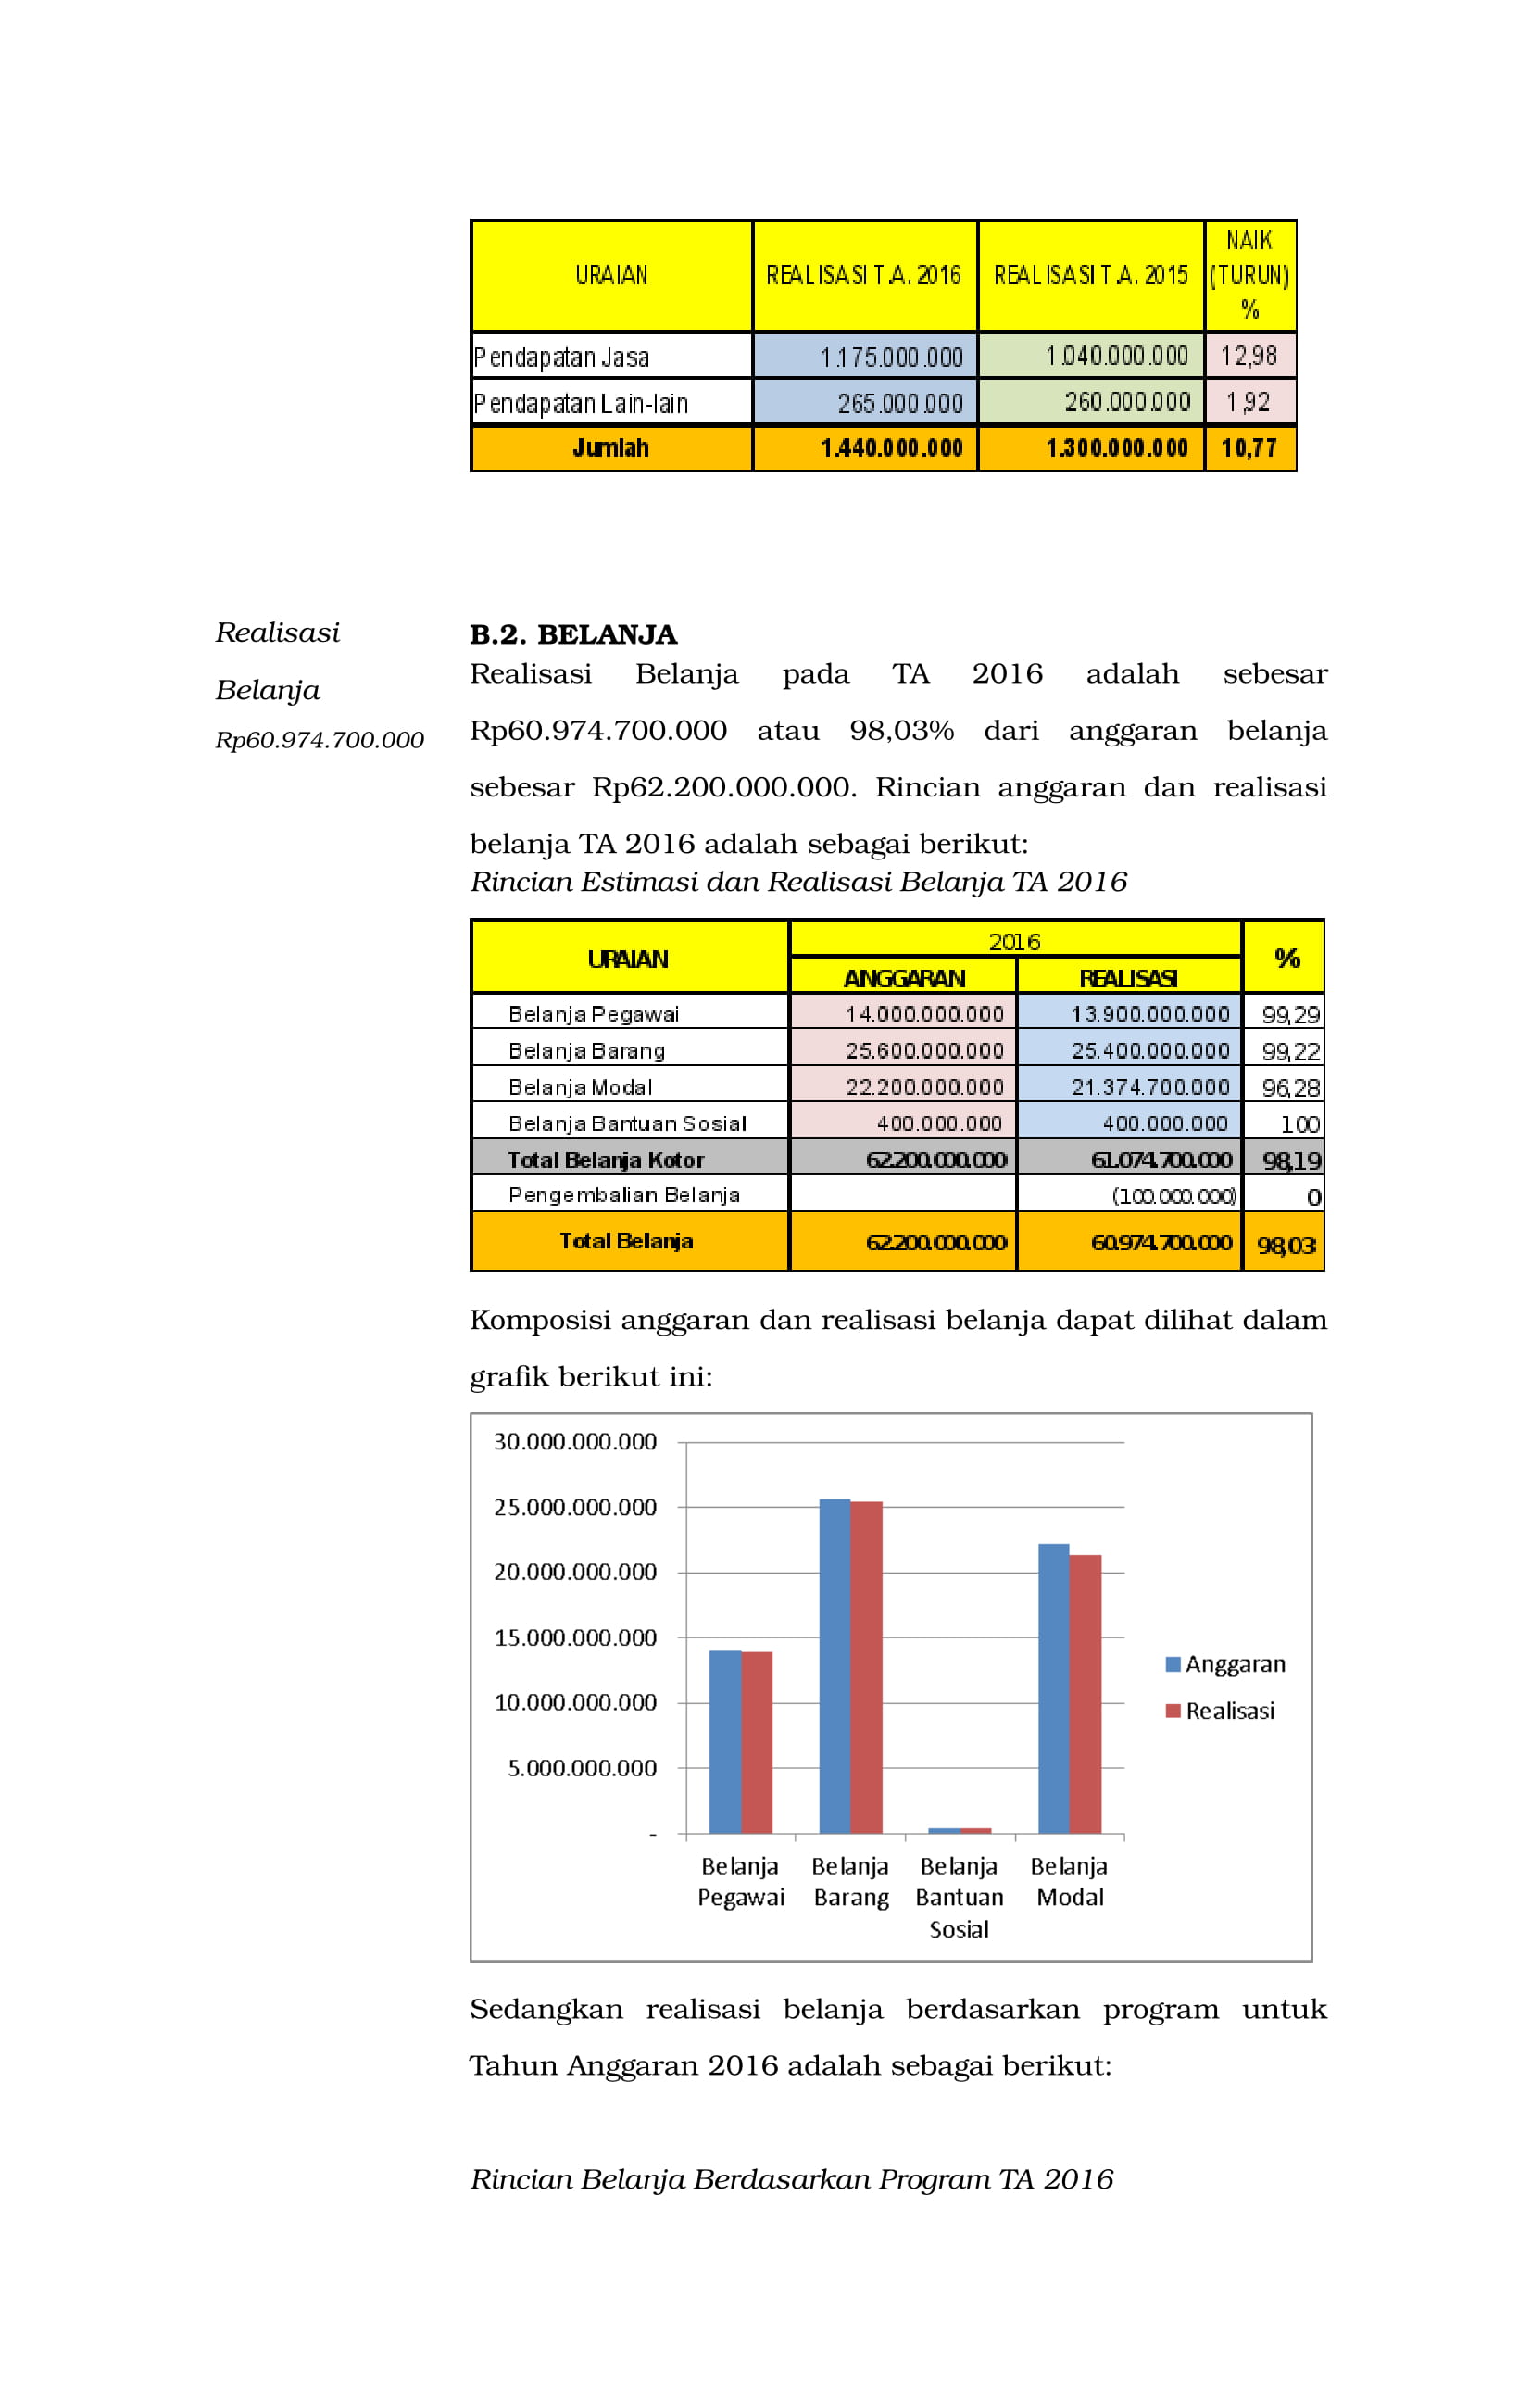 URAIAN REALISASI T.A. 2016 REALISASI T.A. 2015 NAIK (TURUN) %
Pendapatan Jasa 1.175.000.000 1.040.000.000 12,98
Pendapatan Lain-lain 265.000.000 260.000.000 1,92
Jumlah 1.440.000.000 1.300.000.000 10,77
Realisasi
Belanja
Rp60.974.700.000
B.2. BELANJA
Realisasi Belanja pada TA 2016 adalah sebesar
Rp60.974.700.000 atau 98,03% dari anggaran belanja
sebesar Rp62.200.000.000. Rincian anggaran dan realisasi
belanja TA 2016 adalah sebagai berikut:
Rincian Estimasi dan Realisasi Belanja TA 2016
URAIAN 2016 %
ANGGARAN REALISASI
Belanja Pegawai 14.000.000.000 13.900.000.000 99,29
Belanja Barang 25.600.000.000 25.400.000.000 99,22
Belanja Modal 22.200.000.000 21.374.700.000 96,28
Belanja Bantuan Sosial 400.000.000 400.000.000 100
Total Belanja Kotor 62.200.000.000 61.074.700.000 98,19
Pengembalian Belanja (100.000.000) 0
Total Belanja 62.200.000.000 60.974.700.000 98,03
Komposisi anggaran dan realisasi belanja dapat dilihat dalam
grafik berikut ini:
30.000.000.000
25.000.000.000
20.000.000.000
15.000.000.000
10.000.000.000
5.000.000.000
-
Belanja Pegawai
Belanja Barang
Belanja Bantuan Sosial
Belanja Modal
Anggaran
Realisasi
Sedangkan realisasi belanja berdasarkan program untuk
Tahun Anggaran 2016 adalah sebagai berikut:
Rincian Belanja Berdasarkan Program TA 2016